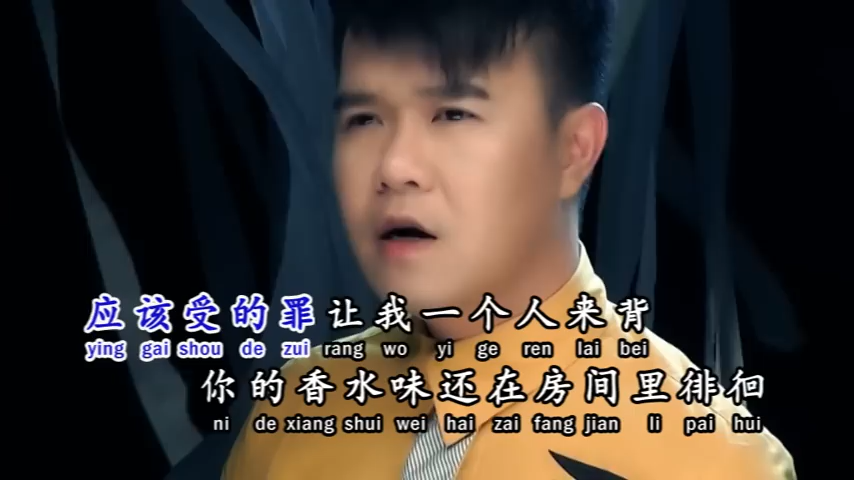 应该受的罪让我一个人来背
ying gai shou de zui rang wo yi ge ren lai bei
你的香水味还在房间里徘徊
ni de xiang shui wei hai zai fang jian li pai hui